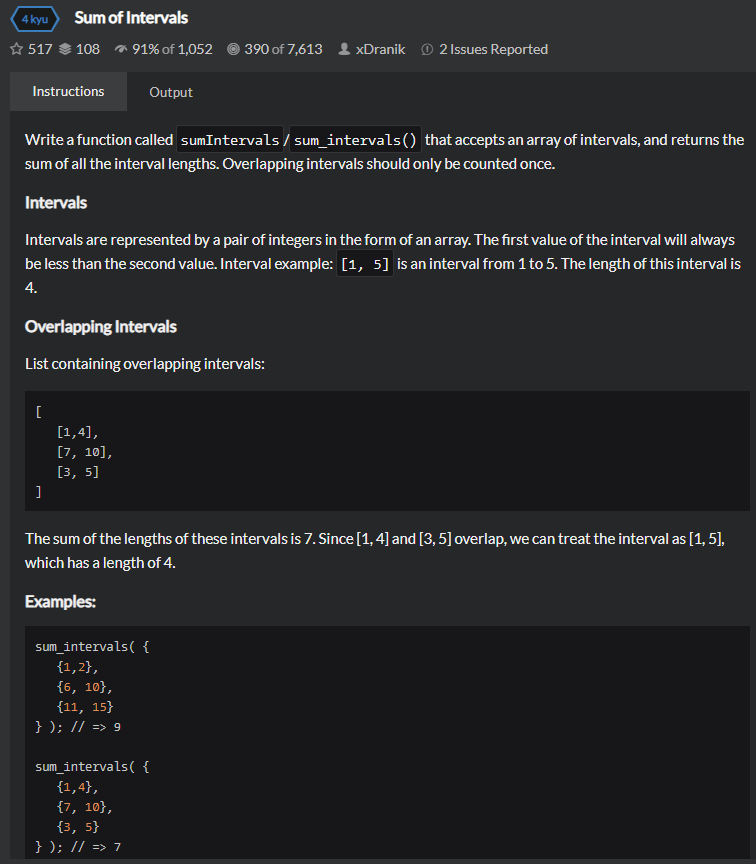 4 kyu Sum of Intervals
517 108 91% of 1,052 390 of 7,613 xDranik 2 Issues Reported
Instructions Output
Write a function called sumIntervals/sum_intervals() that accepts an array of intervals, and returns the
sum of all the interval lengths. Overlapping intervals should only be counted once.
Intervals
Intervals are represented by a pair of integers in the form of an array. The first value of the interval will always
be less than the second value. Interval example: [1, 5] is an interval from 1 to 5. The length of this interval is
4.
Overlapping Intervals
List containing overlapping intervals:
[
[1,4],
[7, 10],
[3, 5]
]
The sum of the lengths of these intervals is 7. Since [1, 4] and [3, 5] overlap, we can treat the interval as [1, 5],
which has a length of 4.
Examples:
sum_intervals( {
{1,2},
{6, 10},
{11, 15}
} ); // => 9
sum_intervals( {
{1,4},
{7, 10},
{3, 5}
} ); // => 7